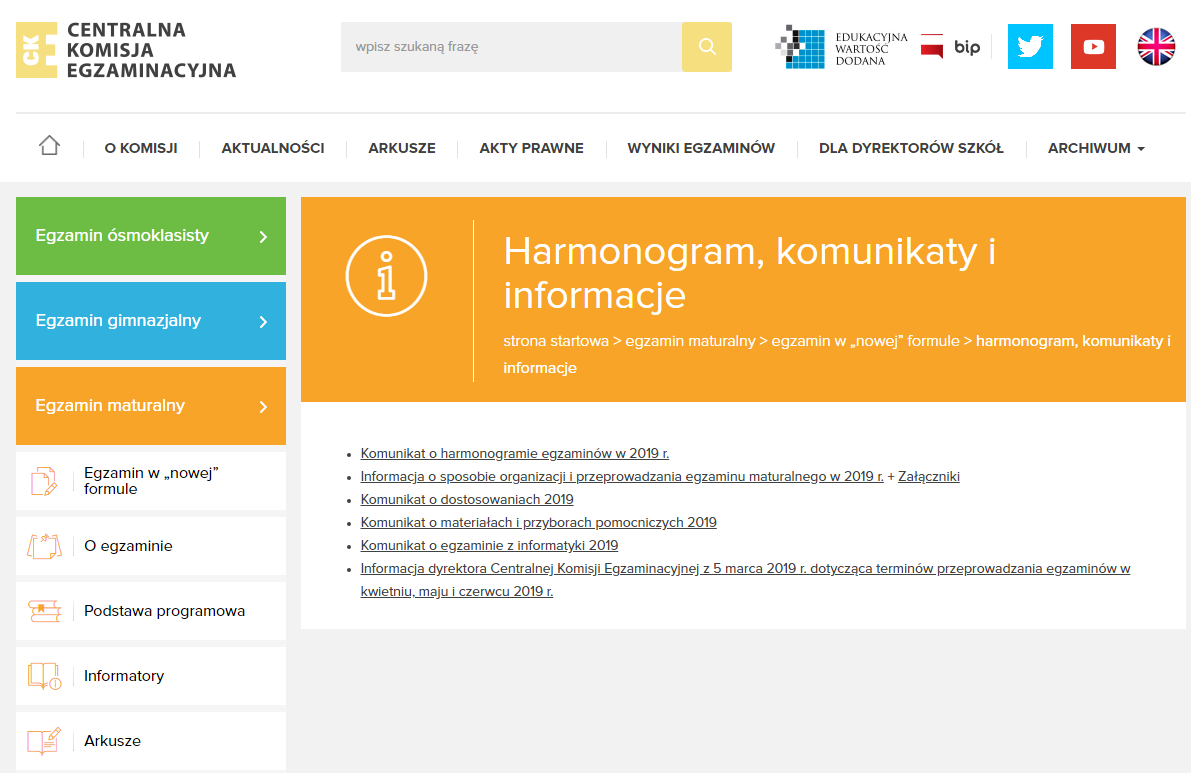 CKE
CENTRALNA
KOMISJA
EGZAMINACYJNA
wpisz szukaną frazę
EDUKACYJNA
WARTOŚĆ
DODANA
bip
O KOMISJI
AKTUALNOŚCI
ARKUSZE
AKTY PRAWNE
WYNIKI EGZAMINÓW
DLA DYREKTORÓW SZKÓŁ
ARCHIWUM
Egzamin ósmoklasisty
Egzamin gimnazjalny
Egzamin maturalny
Egzamin w „nowej”
formule
O egzaminie
Podstawa programowa
Informatory
Arkusze
Harmonogram, komunikaty i
informacje
strona startowa > egzamin maturalny > egzamin w „nowej” formule > harmonogram, komunikaty i
informacje
Komunikat o harmonogramie egzaminów w 2019 r.
Informacja o sposobie organizacji i przeprowadzania egzaminu maturalnego w 2019 r. + Załączniki
Komunikat o dostosowaniach 2019
Komunikat o materiałach i przyborach pomocniczych 2019
Komunikat o egzaminie z informatyki 2019
Informacja dyrektora Centralnej Komisji Egzaminacyjnej z 5 marca 2019 r. dotycząca terminów przeprowadzania egzaminów w
kwietniu, maju i czerwcu 2019 r.